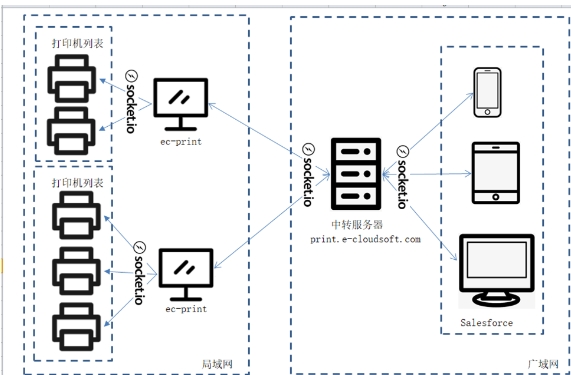 打印机列表
socket.io
ec-print
打印机列表
socket.io
ec-print
局域网
socket.io
中转服务器
print.e-cloudsoft.com
socket.io
Salesforce
广域网